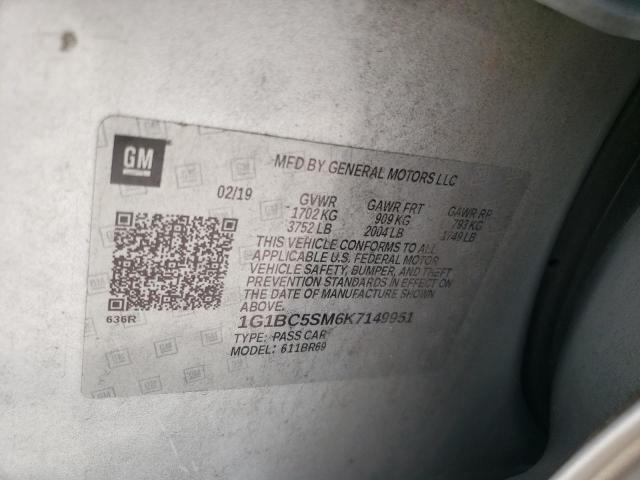 GM
MFD BY GENERAL MOTORS LLC
02/19
GVWR GAWR FRT GAWR RR
1702 KG 909 KG 793 KG
3752 LB 2004 LB 1749 LB
THIS VEHICLE CONFORMS TO ALL
APPLICABLE U.S. FEDERAL MOTOR
VEHICLE SAFETY, BUMPER, AND THEFT
PREVENTION STANDARDS IN EFFECT ON
THE DATE OF MANUFACTURE SHOWN
ABOVE.
636R
1G1BC5SM6K7149951
TYPE: PASS CAR
MODEL: 611BR69